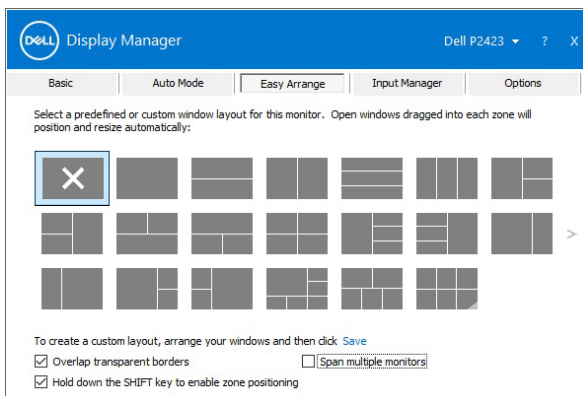 DELL Display Manager Dell P2423 ? X
Basic Auto Mode Easy Arrange Input Manager Options
Select a predefined or custom window layout for this monitor. Open windows dragged into each zone will
position and resize automatically:
>
To create a custom layout, arrange your windows and then click Save
Overlap transparent borders Span multiple monitors
Hold down the SHIFT key to enable zone positioning